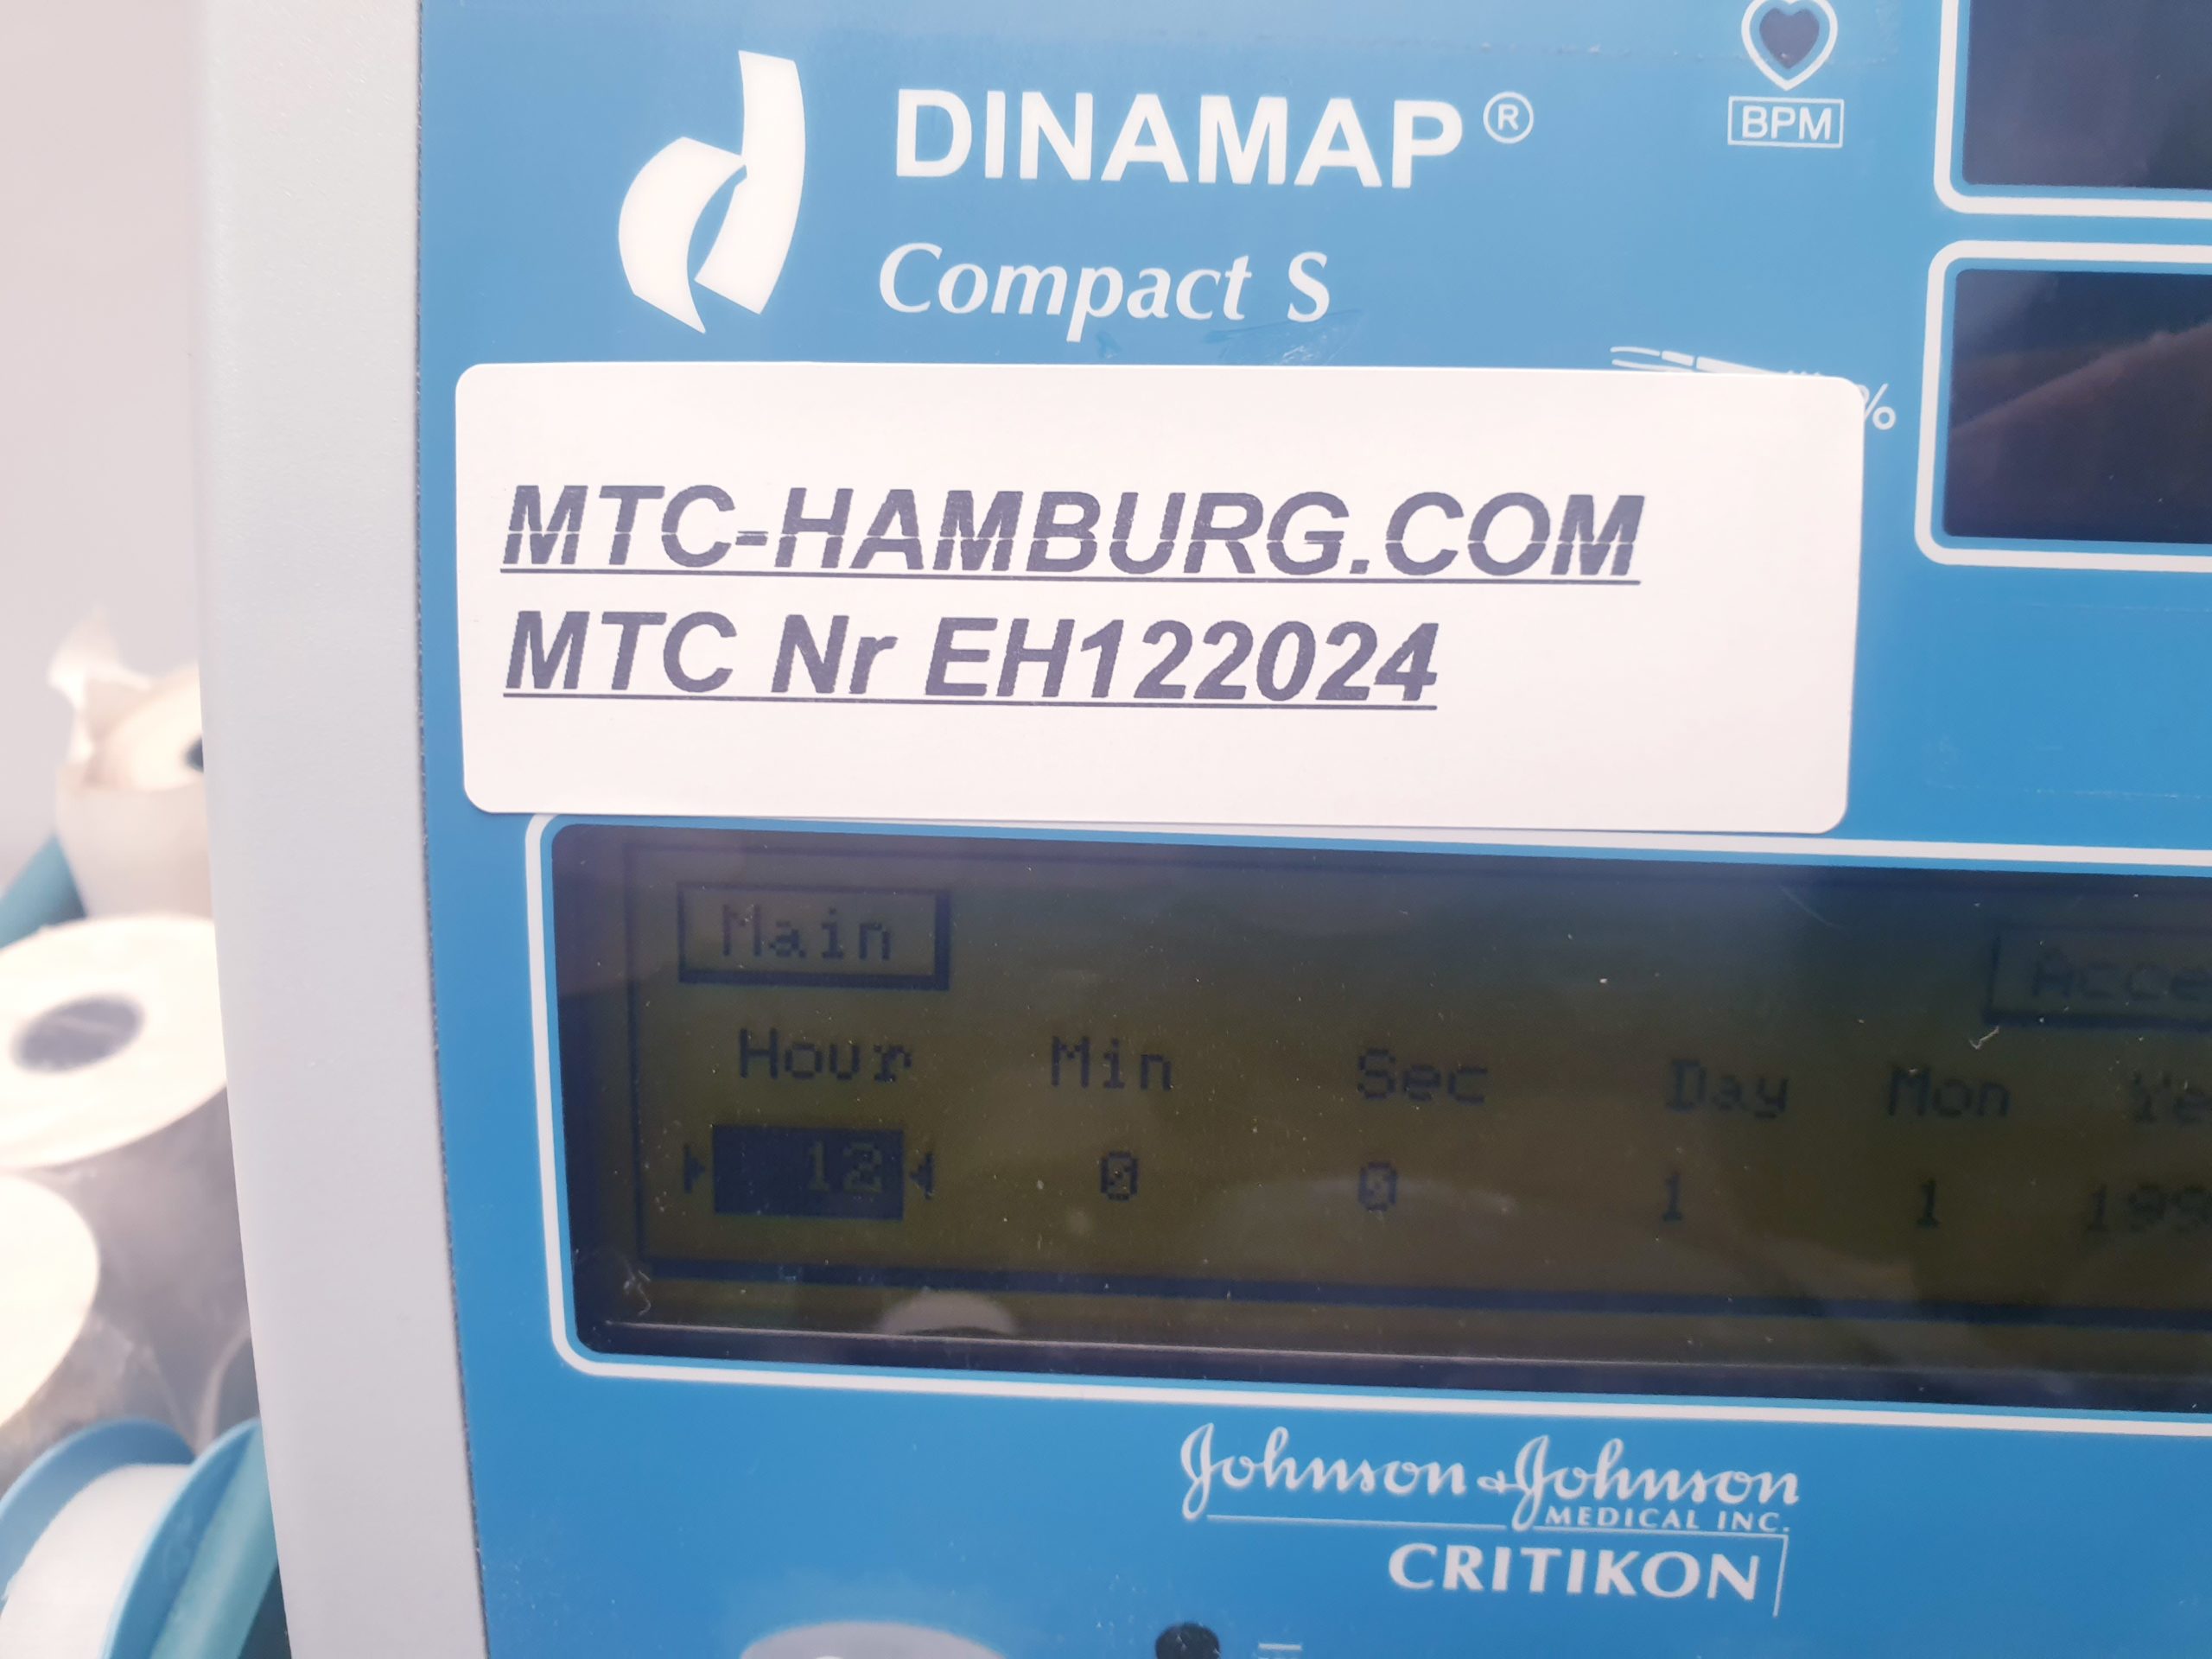 DINAMAP®
Compact S
BPM
%
MTC-HAMBURG.COM
MTC Nr EH122024
Main
Hour Min Sec Day Mon
12 0 0 1 1
Johnson & Johnson
MEDICAL INC.
CRITIKON